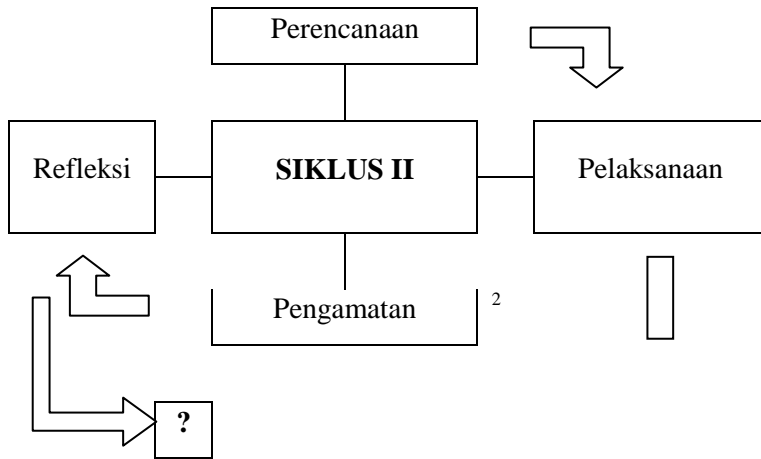 Perencanaan
Refleksi
SIKLUS II
Pelaksanaan
Pengamatan
2
?